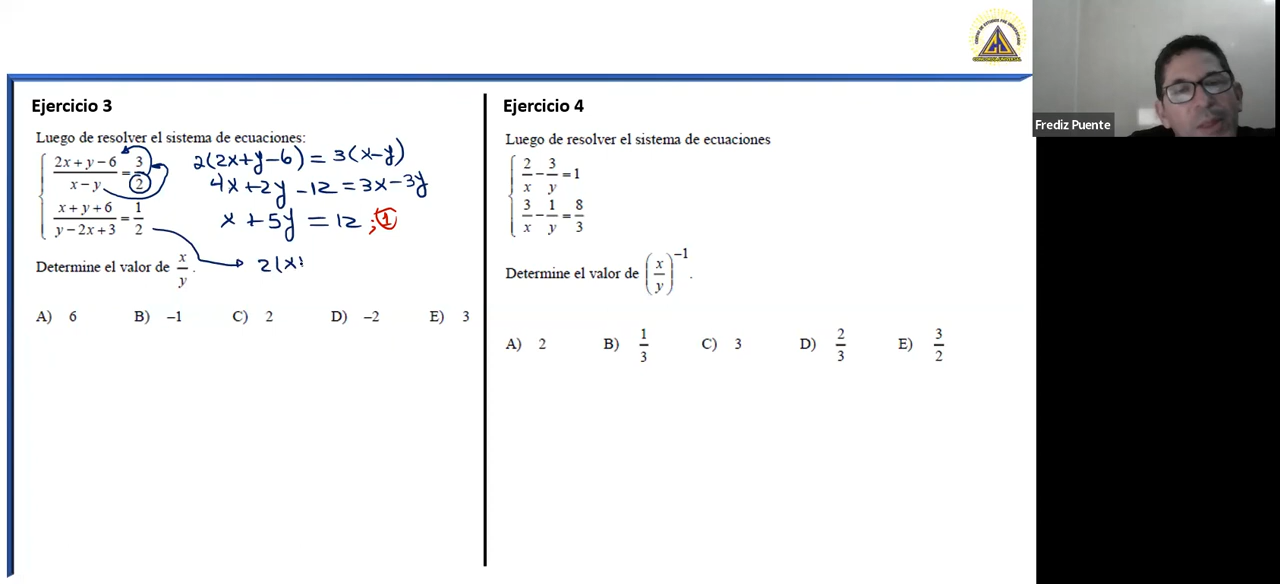 Ejercicio 3
Luego de resolver el sistema de ecuaciones:
2x + y − 6 / x − y = 3/2
x + y + 6 / y − 2x + 3 = 1/2
2(2x+y−6) = 3(x−y)
4x+2y −12 = 3x−3y
x + 5y = 12 ; 1
2(x+
Determine el valor de x/y.
A) 6 B) −1 C) 2 D) −2 E) 3
Ejercicio 4
Luego de resolver el sistema de ecuaciones
2/x − 3/y = 1
3/x − 1/y = 8/3
Determine el valor de (x/y)⁻¹.
A) 2 B) 1/3 C) 3 D) 2/3 E) 3/2
Frediz Puente